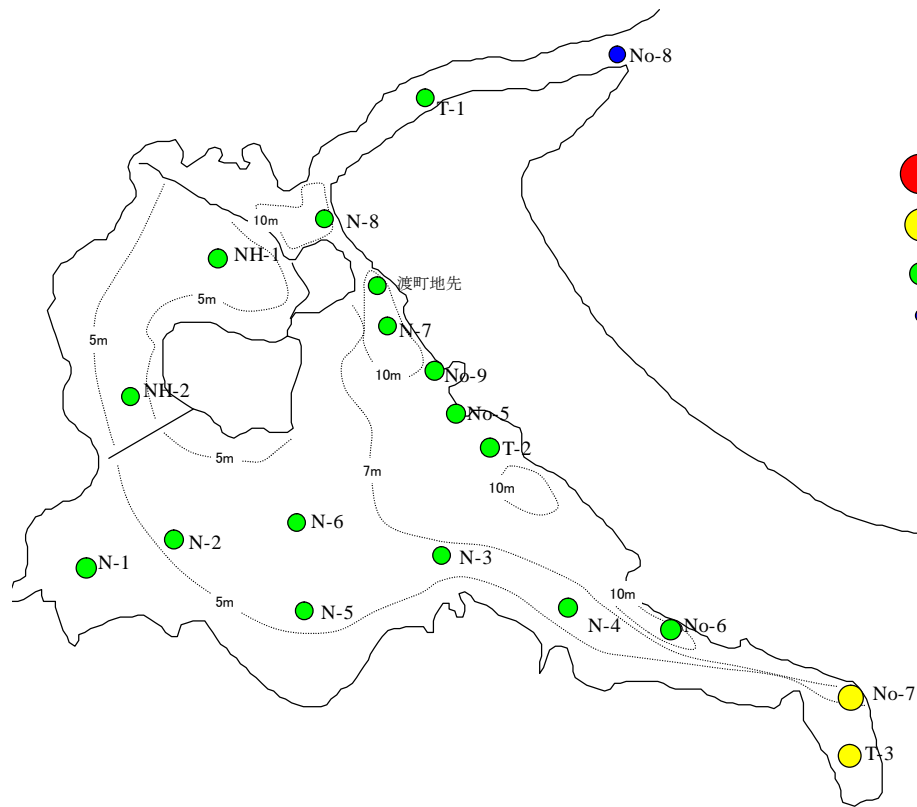 No-8
T-1
10m
N-8
NH-1
渡町地先
5m
N-7
5m
10m
No-9
NH-2
No-5
T-2
5m
7m
10m
N-6
N-2
N-3
N-1
10m
5m
N-5
N-4
No-6
No-7
T-3